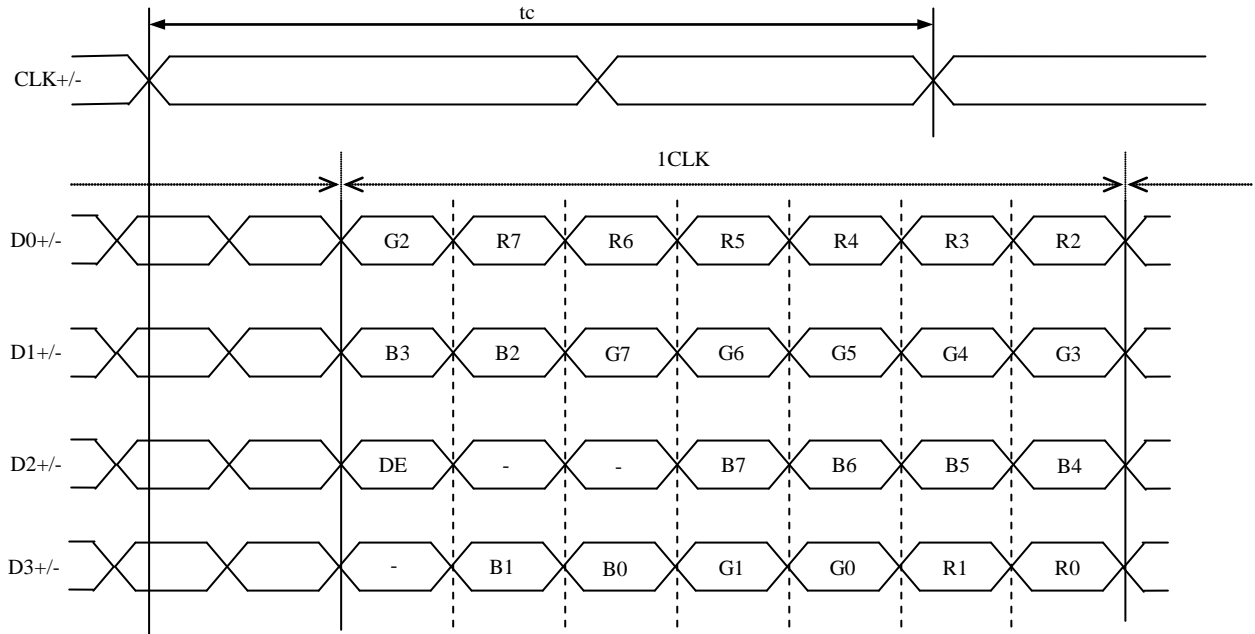 tc
CLK+/-
1CLK
D0+/- G2 R7 R6 R5 R4 R3 R2
D1+/- B3 B2 G7 G6 G5 G4 G3
D2+/- DE - - B7 B6 B5 B4
D3+/- - B1 B0 G1 G0 R1 R0